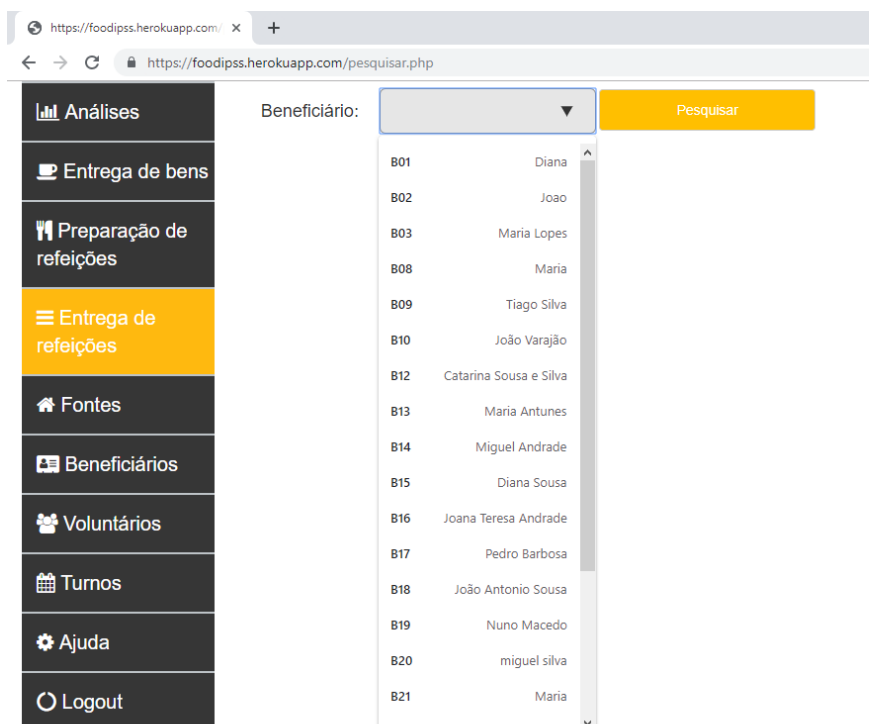 https://foodipss.herokuapp.com/
https://foodipss.herokuapp.com/pesquisar.php
Análises
Entrega de bens
Preparação de
refeições
Entrega de
refeições
Fontes
Beneficiários
Voluntários
Turnos
Ajuda
Logout
Beneficiário:
Pesquisar
B01 Diana
B02 Joao
B03 Maria Lopes
B08 Maria
B09 Tiago Silva
B10 João Varajão
B12 Catarina Sousa e Silva
B13 Maria Antunes
B14 Miguel Andrade
B15 Diana Sousa
B16 Joana Teresa Andrade
B17 Pedro Barbosa
B18 João Antonio Sousa
B19 Nuno Macedo
B20 miguel silva
B21 Maria